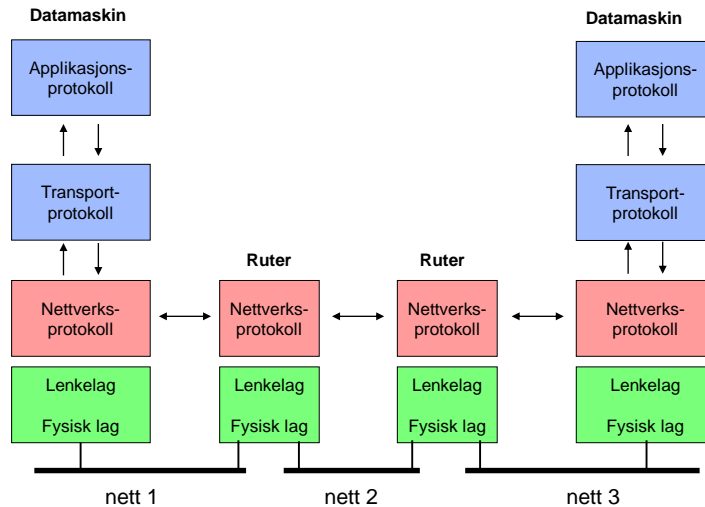 Datamaskin
Datamaskin
Applikasjons-
protokoll
Applikasjons-
protokoll
Transport-
protokoll
Transport-
protokoll
Ruter
Ruter
Nettverks-
protokoll
Nettverks-
protokoll
Nettverks-
protokoll
Nettverks-
protokoll
Lenkelag
Fysisk lag
Lenkelag
Fysisk lag
Lenkelag
Fysisk lag
Lenkelag
Fysisk lag
nett 1
nett 2
nett 3